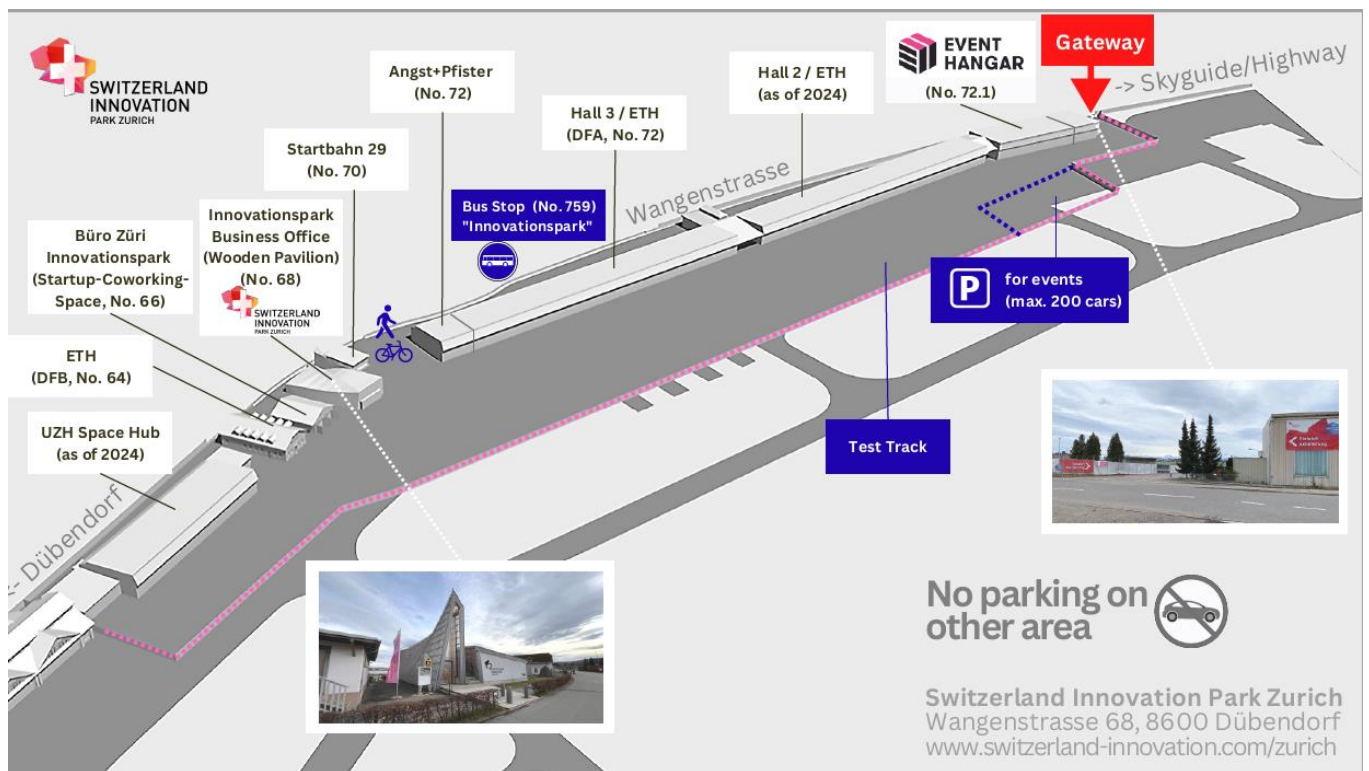 SWITZERLAND
INNOVATION
PARK ZURICH
Angst+Pfister
(No. 72)
Startbahn 29
(No. 70)
Hall 3 / ETH
(DFA, No. 72)
Hall 2 / ETH
(as of 2024)
EVENT
HANGAR
(No. 72.1)
Gateway
-> Skyguide/Highway
Wangenstrasse
Bus Stop (No. 759)
"Innovationspark"
Innovationspark
Business Office
(Wooden Pavilion)
(No. 68)
SWITZERLAND
INNOVATION
PARK ZURICH
Büro Züri
Innovationspark
(Startup-Coworking-
Space, No. 66)
ETH
(DFB, No. 64)
UZH Space Hub
(as of 2024)
<- Dübendorf
P
for events
(max. 200 cars)
Test Track
No parking on
other area
Switzerland Innovation Park Zurich
Wangenstrasse 68, 8600 Dübendorf
www.switzerland-innovation.com/zurich